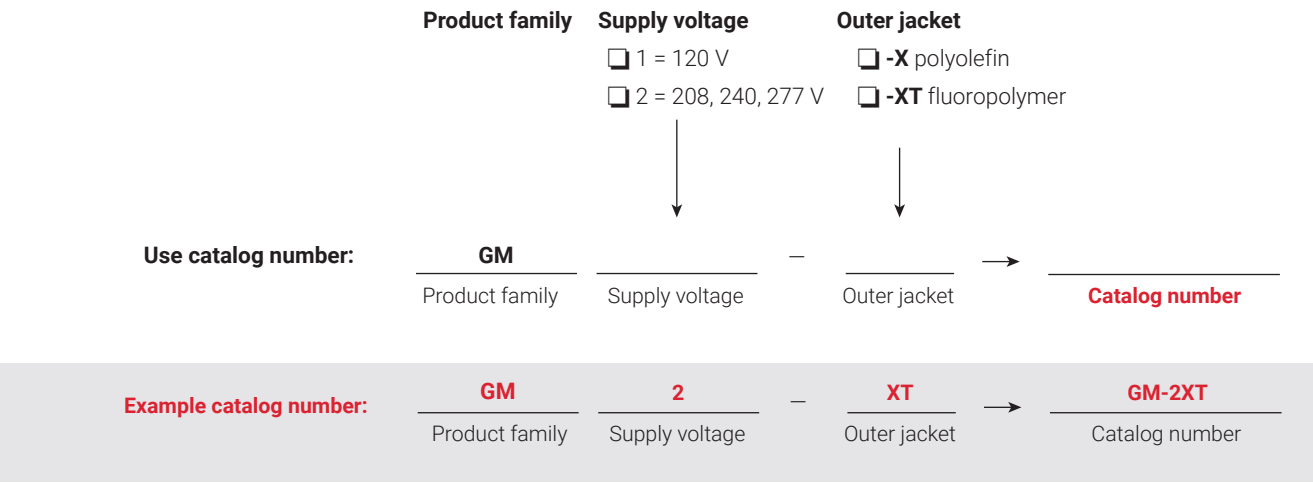 Product family Supply voltage Outer jacket
❏ 1 = 120 V ❏ -X polyolefin
❏ 2 = 208, 240, 277 V ❏ -XT fluoropolymer
Use catalog number: GM –
Product family Supply voltage Outer jacket Catalog number
Example catalog number: GM 2 – XT GM-2XT
Product family Supply voltage Outer jacket Catalog number